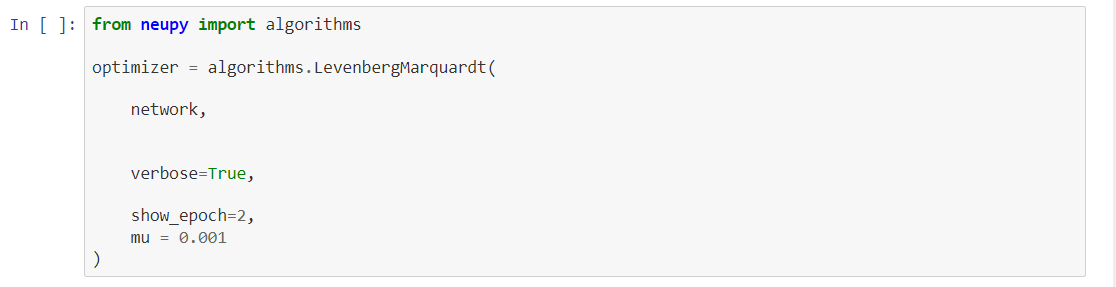 In [ ]: from neupy import algorithms
optimizer = algorithms.LevenbergMarquardt(
network,
verbose=True,
show_epoch=2,
mu = 0.001
)